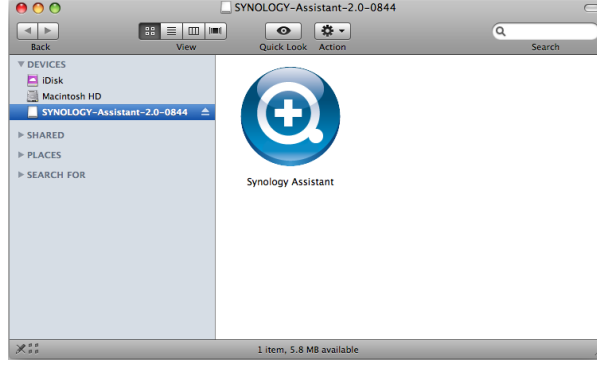 SYNOLOGY-Assistant-2.0-0844
Back View Quick Look Action Search
DEVICES
iDisk
Macintosh HD
SYNOLOGY-Assistant-2.0-0844
SHARED
PLACES
SEARCH FOR
Synology Assistant
1 item, 5.8 MB available